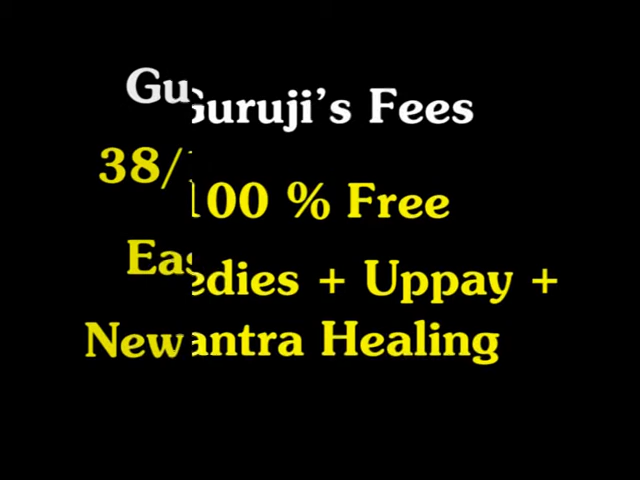 Gu
Guruji's Fees
38/
100 % Free
Eas
edies + Uppay +
New
antra Healing